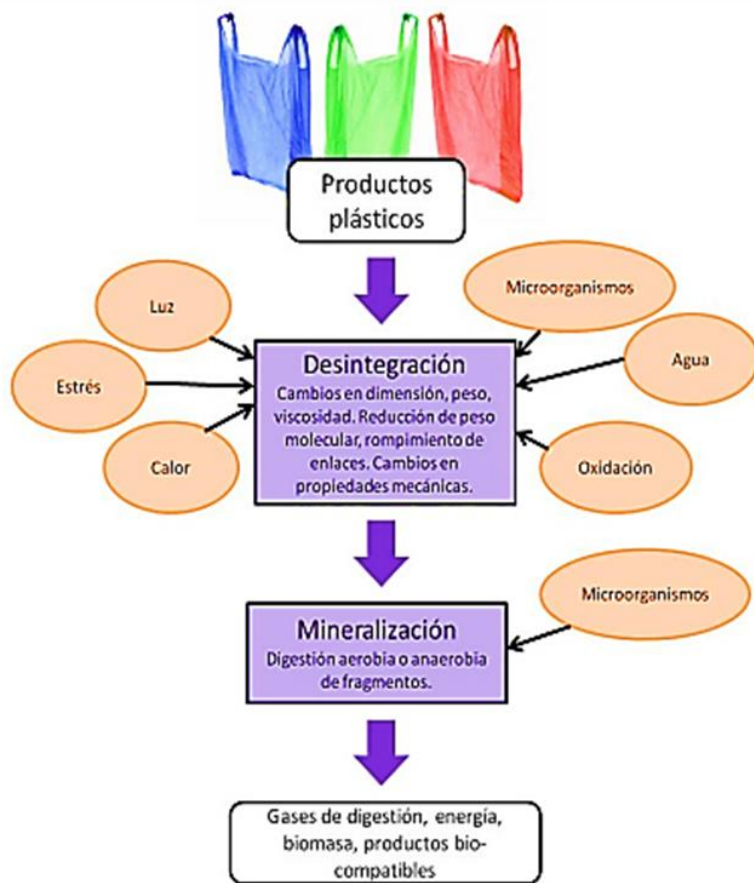 Productos
plásticos
Luz
Microorganismos
Estrés
Desintegración
Cambios en dimensión, peso,
viscosidad. Reducción de peso
molecular, rompimiento de
enlaces. Cambios en
propiedades mecánicas.
Agua
Calor
Oxidación
Mineralización
Digestión aerobia o anaerobia
de fragmentos.
Microorganismos
Gases de digestión, energía,
biomasa, productos bio-
compatibles